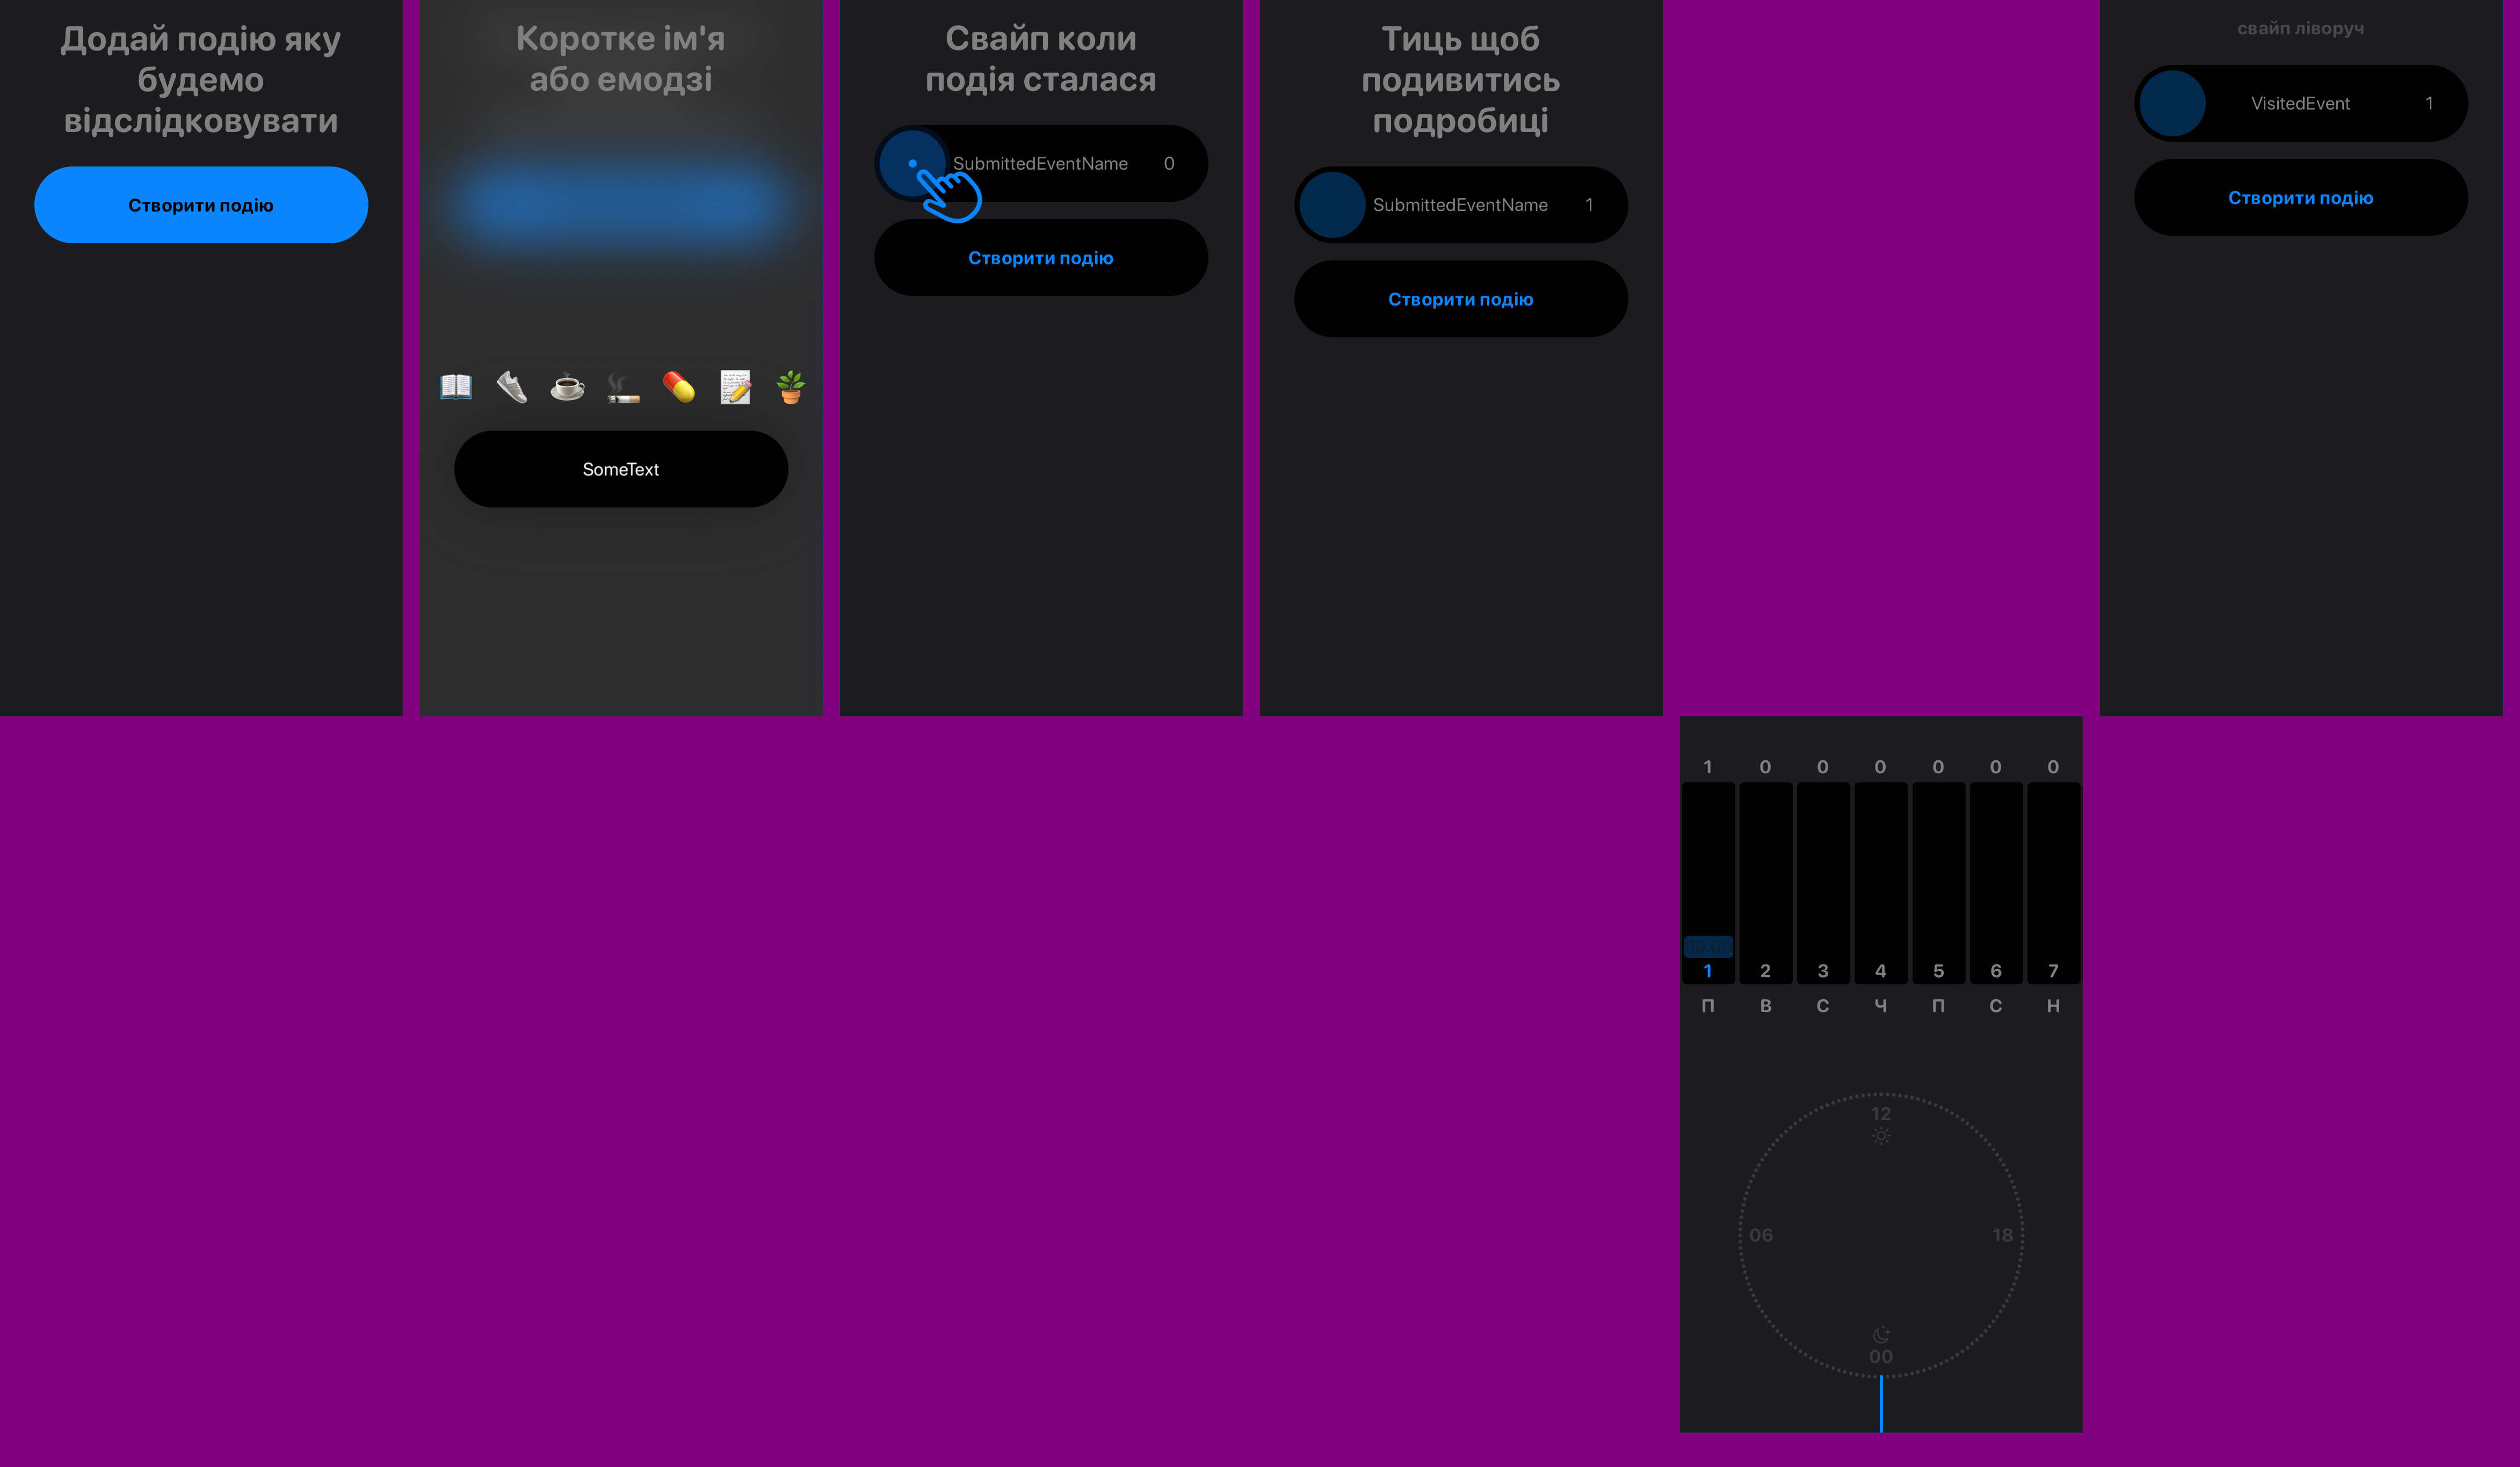 Додай подію яку
будемо
відслідковувати
Створити подію
Коротке ім'я
або емодзі
SomeText
Свайп коли
подія сталася
SubmittedEventName 0
Створити подію
Тиць щоб
подивитись
подробиці
SubmittedEventName 1
Створити подію
свайп ліворуч
VisitedEvent 1
Створити подію
1 0 0 0 0 0 0
1 2 3 4 5 6 7
П В С Ч П С Н
12
06 18
00